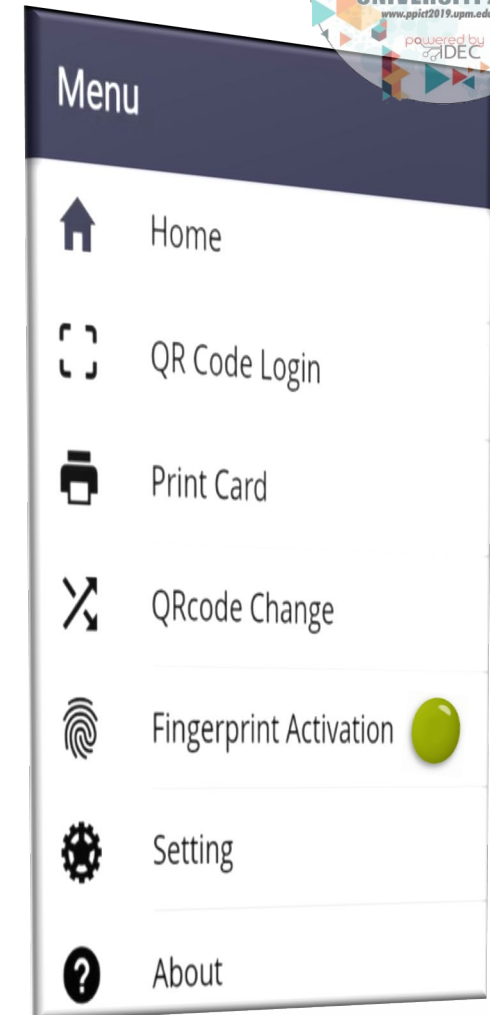 www.ppict2019.upm.edu
powered by
IDEC
Menu
Home
QR Code Login
Print Card
QRcode Change
Fingerprint Activation
Setting
About